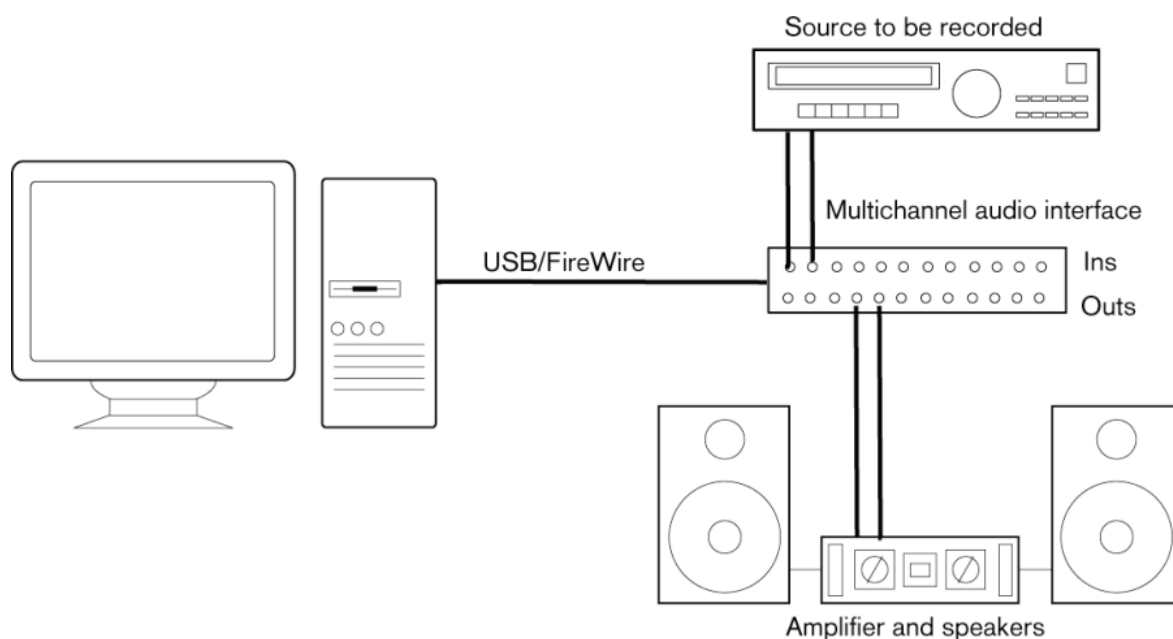 Source to be recorded
Multichannel audio interface
USB/FireWire
Ins
Outs
Amplifier and speakers